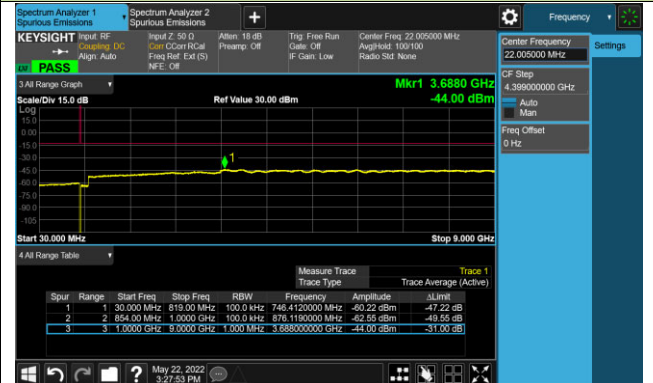 Spectrum Analyzer 1
Spurious Emissions
Spectrum Analyzer 2
Spurious Emissions
Frequency
KEYSIGHT
Input: RF
Coupling: DC
Align: Auto
Input Z: 50 Ω
Corr CCorr RCal
Freq Ref: Ext (S)
NFE: Off
Atten: 18 dB
Preamp: Off
Trig: Free Run
Gate: Off
IF Gain: Low
Center Freq: 22.005000 MHz
Avg|Hold: 100/100
Radio Std: None
PASS
Center Frequency
22.005000 MHz
Settings
CF Step
4.399000000 GHz
Auto
Man
Freq Offset
0 Hz
3 All Range Graph
Mkr1 3.6880 GHz
Scale/Div 15.0 dB
Ref Value 30.00 dBm
-44.00 dBm
Log
15.0
0.00
-15.0
-30.0
-45.0
-60.0
-75.0
-90.0
-105
1
Start 30.000 MHz
Stop 9.000 GHz
4 All Range Table
Measure Trace Trace 1
Trace Type Trace Average (Active)
Spur Range Start Freq Stop Freq RBW Frequency Amplitude ΔLimit
1 1 30.000 MHz 819.00 MHz 100.0 kHz 746.4120000 MHz -60.22 dBm -47.22 dB
2 2 854.00 MHz 1.0000 GHz 100.0 kHz 876.1190000 MHz -62.55 dBm -49.55 dB
3 3 1.0000 GHz 9.0000 GHz 1.000 MHz 3.688000000 GHz -44.00 dBm -31.00 dB
May 22, 2022
3:27:53 PM